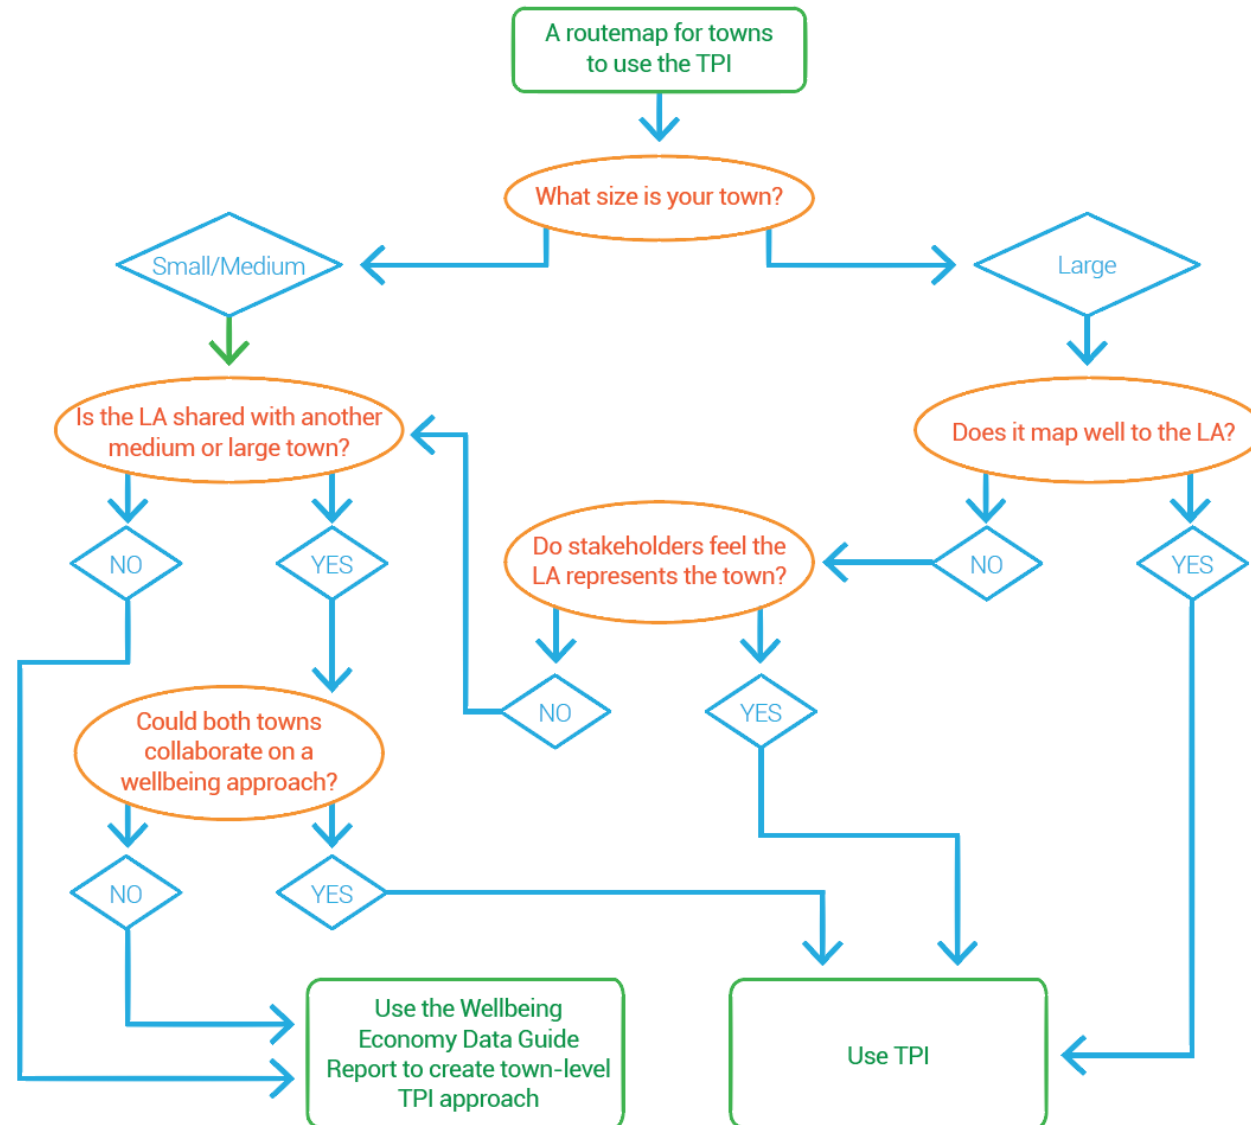 A routemap for towns
to use the TPI
What size is your town?
Small/Medium
Large
Is the LA shared with another
medium or large town?
Does it map well to the LA?
NO
YES
Do stakeholders feel the
LA represents the town?
NO
YES
NO
YES
Could both towns
collaborate on a
wellbeing approach?
NO
YES
Use the Wellbeing
Economy Data Guide
Report to create town-level
TPI approach
Use TPI